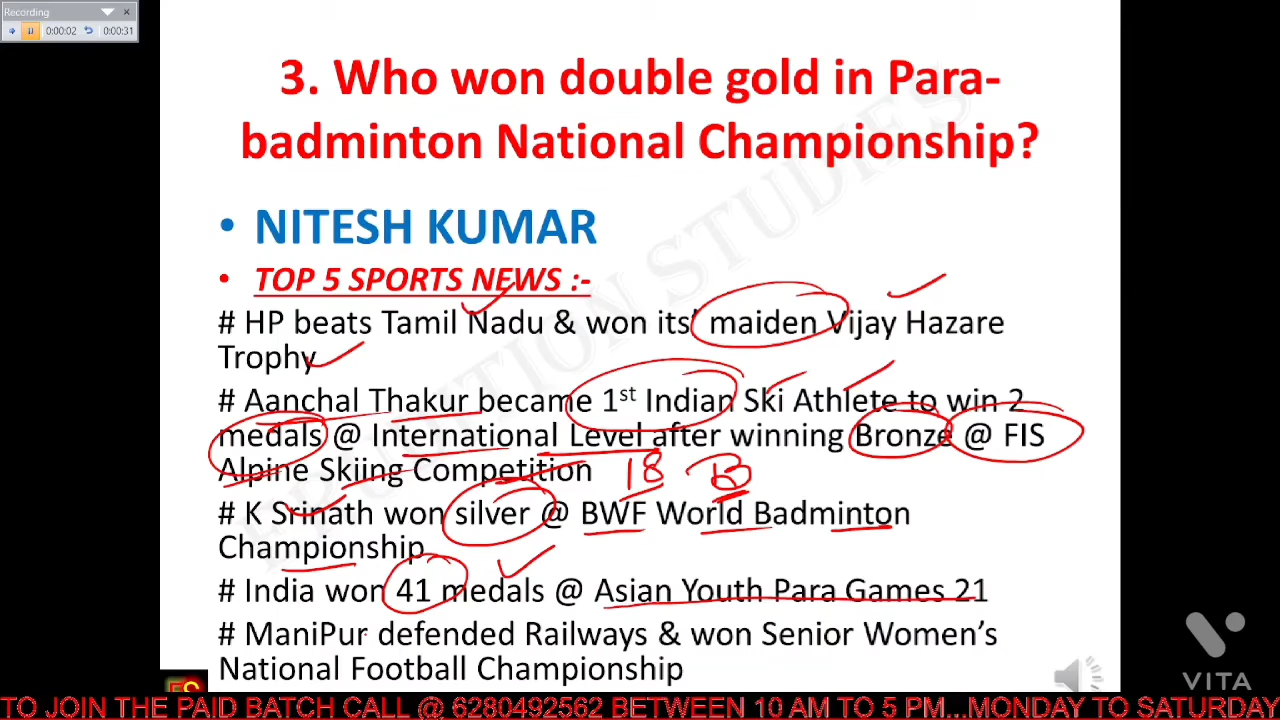 Recording
0:00:02 0:00:31
3. Who won double gold in Para-
badminton National Championship?
• NITESH KUMAR
• TOP 5 SPORTS NEWS :-
# HP beats Tamil Nadu & won its' maiden Vijay Hazare
Trophy
# Aanchal Thakur became 1st Indian Ski Athlete to win 2
medals @ International Level after winning Bronze @ FIS
Alpine Skiing Competition 18 B
# K Srinath won silver @ BWF World Badminton
Championship
# India won 41 medals @ Asian Youth Para Games 21
# ManiPur defended Railways & won Senior Women's
National Football Championship
VITA
TO JOIN THE PAID BATCH CALL @ 6280492562 BETWEEN 10 AM TO 5 PM...MONDAY TO SATURDAY